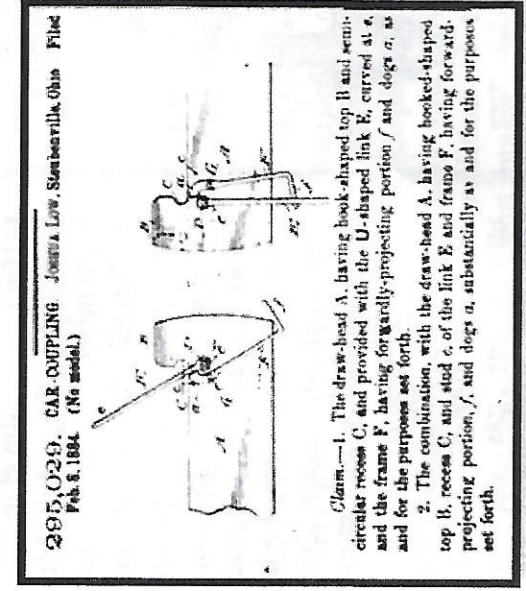 295,029. CAR-COUPLING. JOSHUA LOW, Steubenville, Ohio Filed
Feb. 8, 1884. (No model.)
Claim.—1. The draw-head A, having hook-shaped top B and semi-
circular recess C, and provided with the U-shaped link E, curved at e,
and the frame F, having forwardly-projecting portion f and dogs a, as
and for the purposes set forth.
2. The combination, with the draw-head A, having hooked-shaped
top B, recess C, and stud c, of the link E and frame F, having forward-
projecting portion, f, and dogs a, substantially as and for the purposes
set forth.